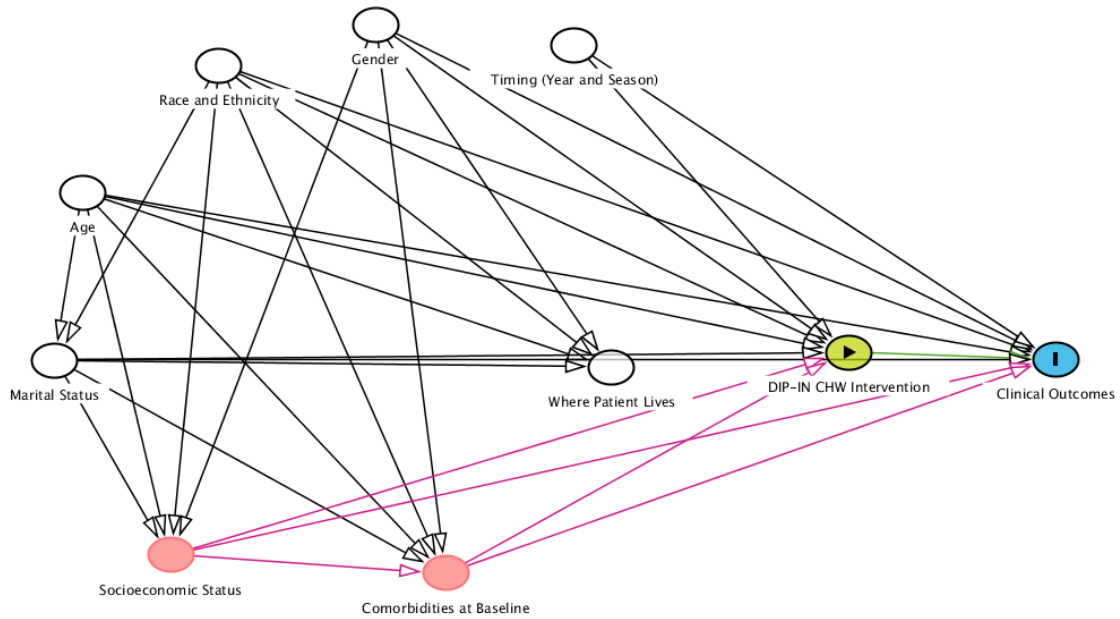 Gender
Timing (Year and Season)
Race and Ethnicity
Age
Marital Status
Where Patient Lives
DIP-IN CHW Intervention
Clinical Outcomes
Socioeconomic Status
Comorbidities at Baseline